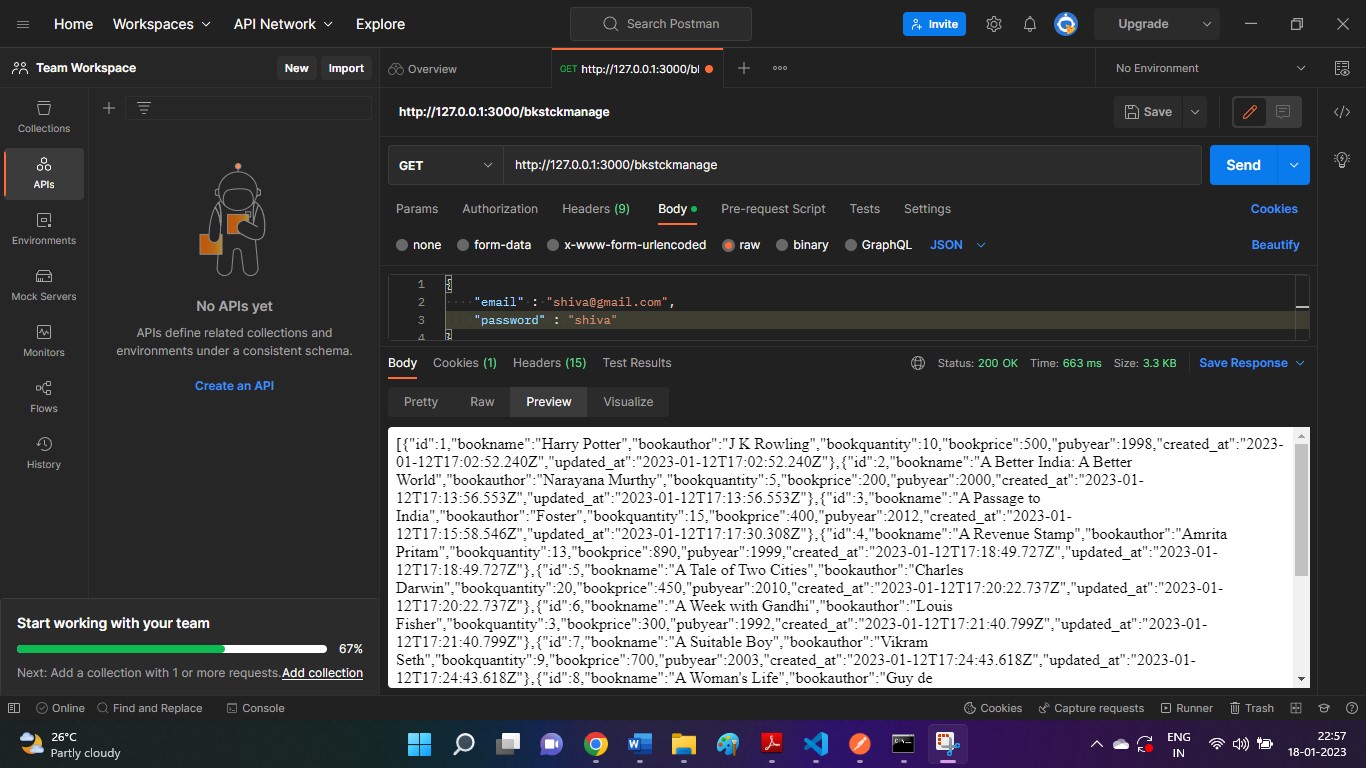 Home Workspaces API Network Explore Search Postman Invite Upgrade
Team Workspace New Import Overview GET http://127.0.0.1:3000/bl No Environment
Collections
APIs
Environments
Mock Servers
Monitors
Flows
History
No APIs yet
APIs define related collections and
environments under a consistent schema.
Create an API
Start working with your team
67%
Next: Add a collection with 1 or more requests. Add collection
http://127.0.0.1:3000/bkstckmanage Save
GET http://127.0.0.1:3000/bkstckmanage Send
Params Authorization Headers (9) Body Pre-request Script Tests Settings Cookies
none form-data x-www-form-urlencoded raw binary GraphQL JSON Beautify
1 {
2 "email" : "shiva@gmail.com",
3 "password" : "shiva"
4 }
Body Cookies (1) Headers (15) Test Results Status: 200 OK Time: 663 ms Size: 3.3 KB Save Response
Pretty Raw Preview Visualize
[{"id":1,"bookname":"Harry Potter","bookauthor":"J K Rowling","bookquantity":10,"bookprice":500,"pubyear":1998,"created_at":"2023-
01-12T17:02:52.240Z","updated_at":"2023-01-12T17:02:52.240Z"},{"id":2,"bookname":"A Better India: A Better
World","bookauthor":"Narayana Murthy","bookquantity":5,"bookprice":200,"pubyear":2000,"created_at":"2023-01-
12T17:13:56.553Z","updated_at":"2023-01-12T17:13:56.553Z"},{"id":3,"bookname":"A Passage to
India","bookauthor":"Foster","bookquantity":15,"bookprice":400,"pubyear":2012,"created_at":"2023-01-
12T17:15:58.546Z","updated_at":"2023-01-12T17:17:30.308Z"},{"id":4,"bookname":"A Revenue Stamp","bookauthor":"Amrita
Pritam","bookquantity":13,"bookprice":890,"pubyear":1999,"created_at":"2023-01-12T17:18:49.727Z","updated_at":"2023-01-
12T17:18:49.727Z"},{"id":5,"bookname":"A Tale of Two Cities","bookauthor":"Charles
Darwin","bookquantity":20,"bookprice":450,"pubyear":2010,"created_at":"2023-01-12T17:20:22.737Z","updated_at":"2023-01-
12T17:20:22.737Z"},{"id":6,"bookname":"A Week with Gandhi","bookauthor":"Louis
Fisher","bookquantity":3,"bookprice":300,"pubyear":1992,"created_at":"2023-01-12T17:21:40.799Z","updated_at":"2023-01-
12T17:21:40.799Z"},{"id":7,"bookname":"A Suitable Boy","bookauthor":"Vikram
Seth","bookquantity":9,"bookprice":700,"pubyear":2003,"created_at":"2023-01-12T17:24:43.618Z","updated_at":"2023-01-
12T17:24:43.618Z"},{"id":8,"bookname":"A Woman's Life","bookauthor":"Guy de
Online Find and Replace Console Cookies Capture requests Runner Trash
26°C
Partly cloudy
ENG
IN
22:57
18-01-2023